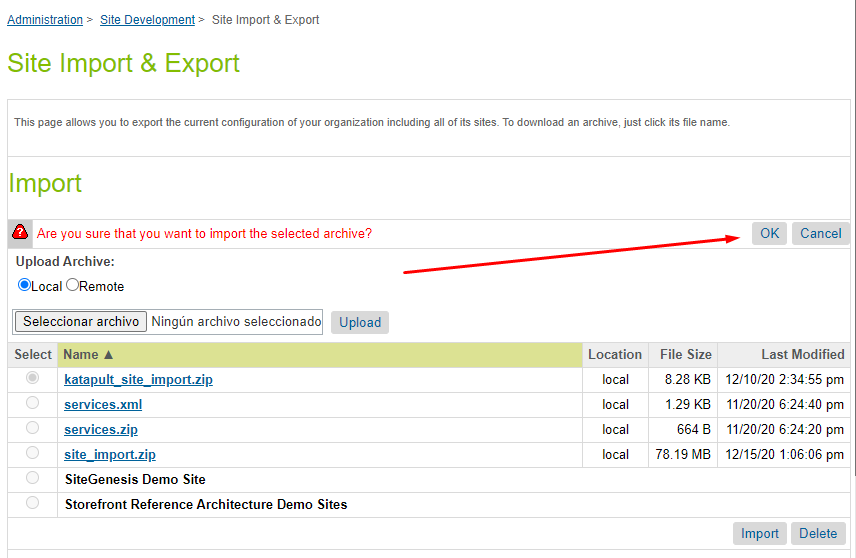 Administration > Site Development > Site Import & Export
Site Import & Export
This page allows you to export the current configuration of your organization including all of its sites. To download an archive, just click its file name.
Import
Are you sure that you want to import the selected archive? OK Cancel
Upload Archive:
Local Remote
Seleccionar archivo Ningún archivo seleccionado Upload
Select Name ▲ Location File Size Last Modified
katapult_site_import.zip local 8.28 KB 12/10/20 2:34:55 pm
services.xml local 1.29 KB 11/20/20 6:24:40 pm
services.zip local 664 B 11/20/20 6:24:20 pm
site_import.zip local 78.19 MB 12/15/20 1:06:06 pm
SiteGenesis Demo Site
Storefront Reference Architecture Demo Sites
Import Delete